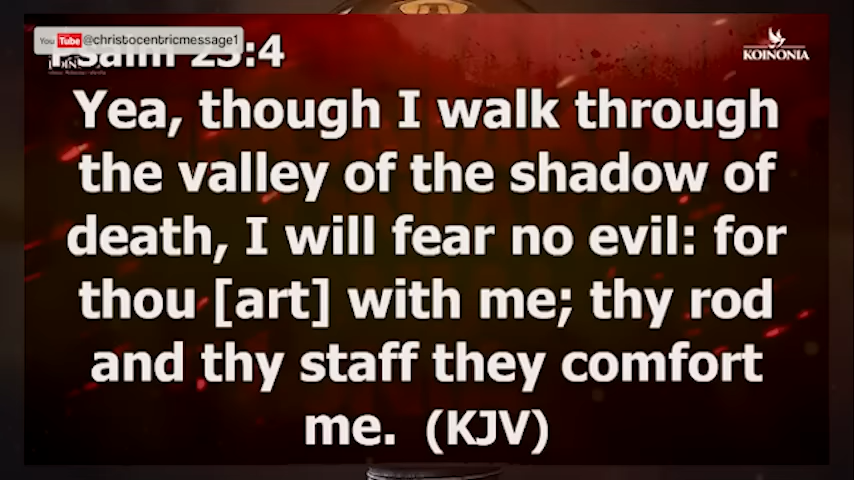 YouTube @christocentricmessage1
Psalm 23:4
KOINONIA
Yea, though I walk through
the valley of the shadow of
death, I will fear no evil: for
thou [art] with me; thy rod
and thy staff they comfort
me. (KJV)